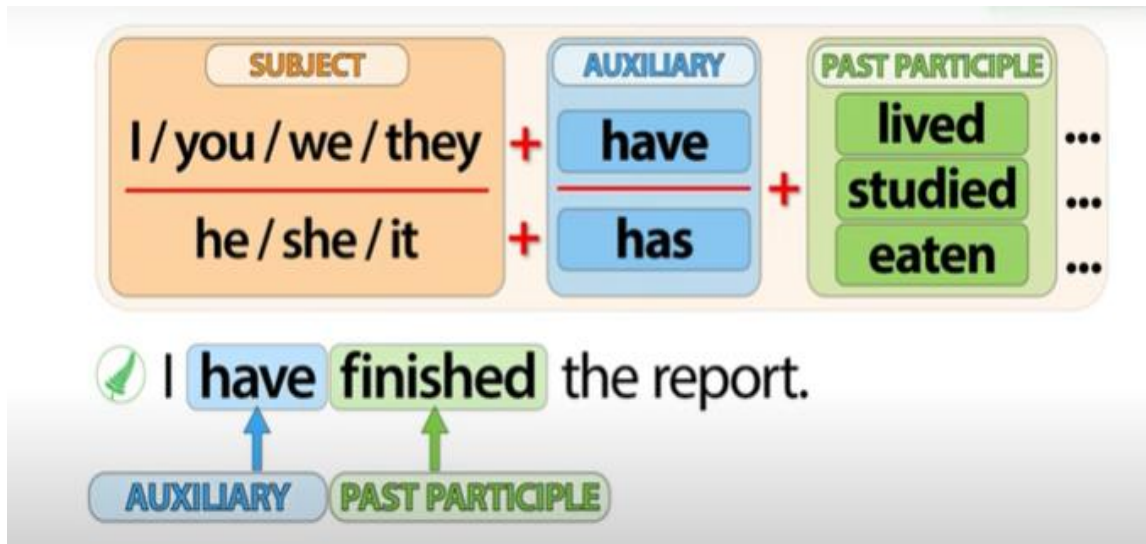 SUBJECT
AUXILIARY
PAST PARTICIPLE
I / you / we / they + have
he / she / it + has
+
lived ...
studied ...
eaten ...
I have finished the report.
AUXILIARY
PAST PARTICIPLE